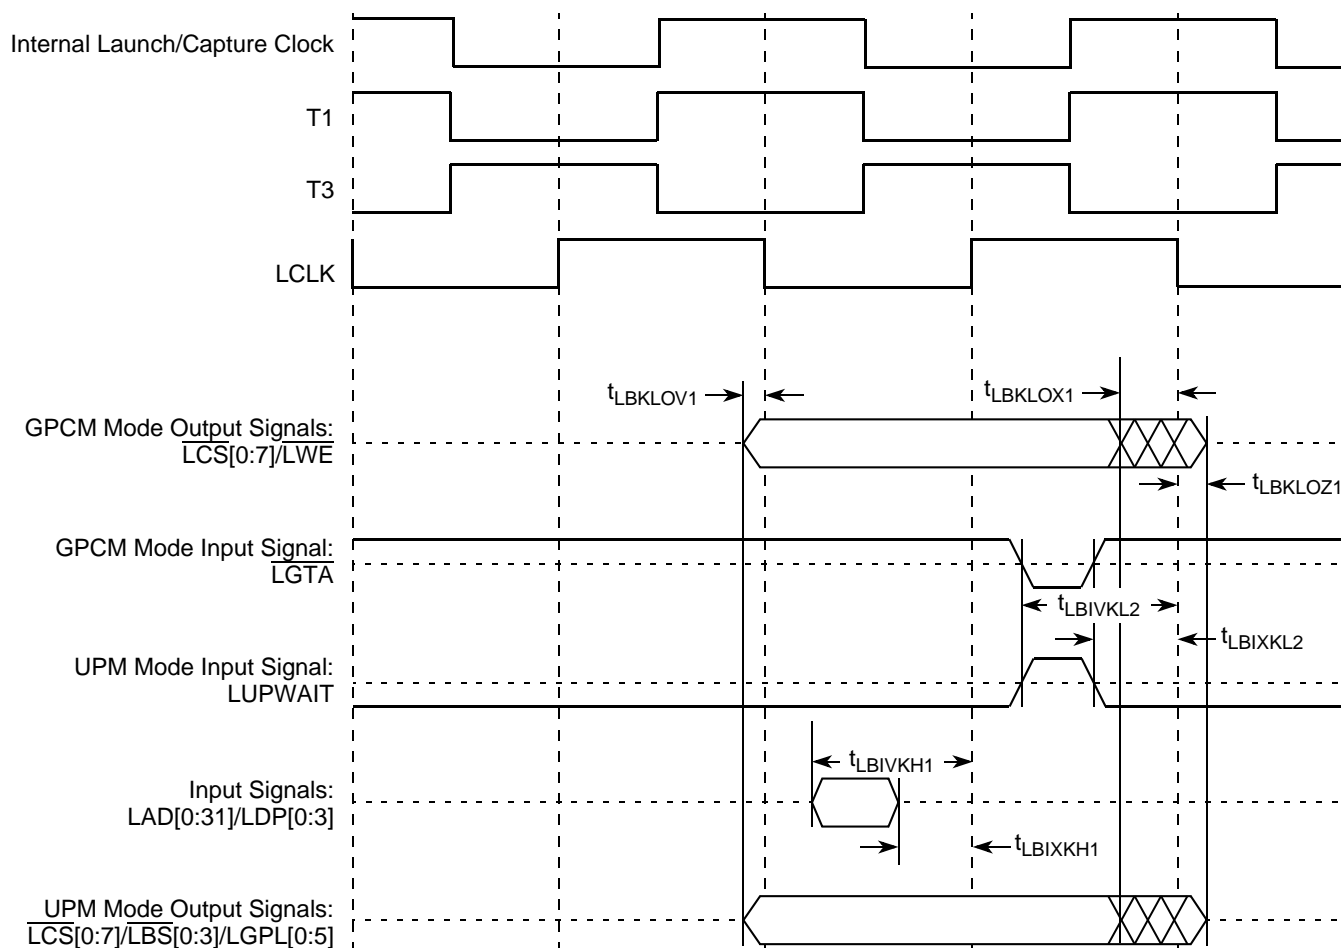 Internal Launch/Capture Clock
T1
T3
LCLK
tLBKLOV1
tLBKLOX1
GPCM Mode Output Signals:
LCS[0:7]/LWE
tLBKLOZ1
GPCM Mode Input Signal:
LGTA
tLBIVKL2
tLBIXKL2
UPM Mode Input Signal:
LUPWAIT
tLBIVKH1
Input Signals:
LAD[0:31]/LDP[0:3]
tLBIXKH1
UPM Mode Output Signals:
LCS[0:7]/LBS[0:3]/LGPL[0:5]